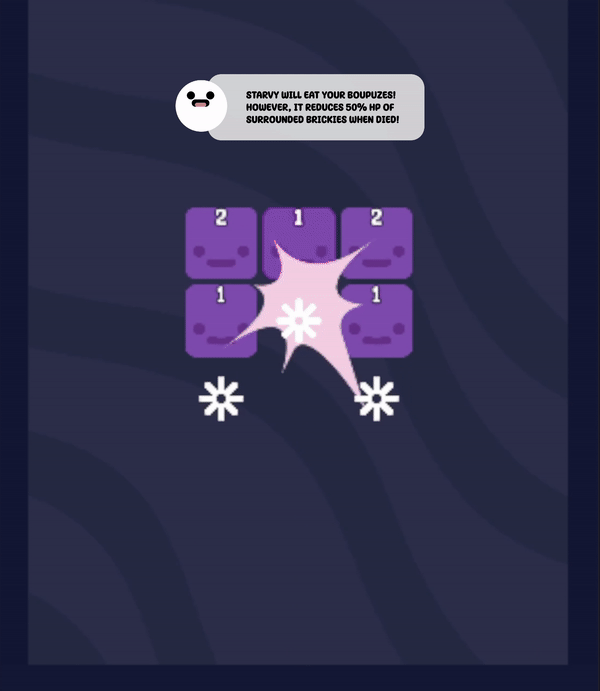 STARVY WILL EAT YOUR BOUPUZES!
HOWEVER, IT REDUCES 50% HP OF
SURROUNDED BRICKIES WHEN DIED!
2 1 2
1 1